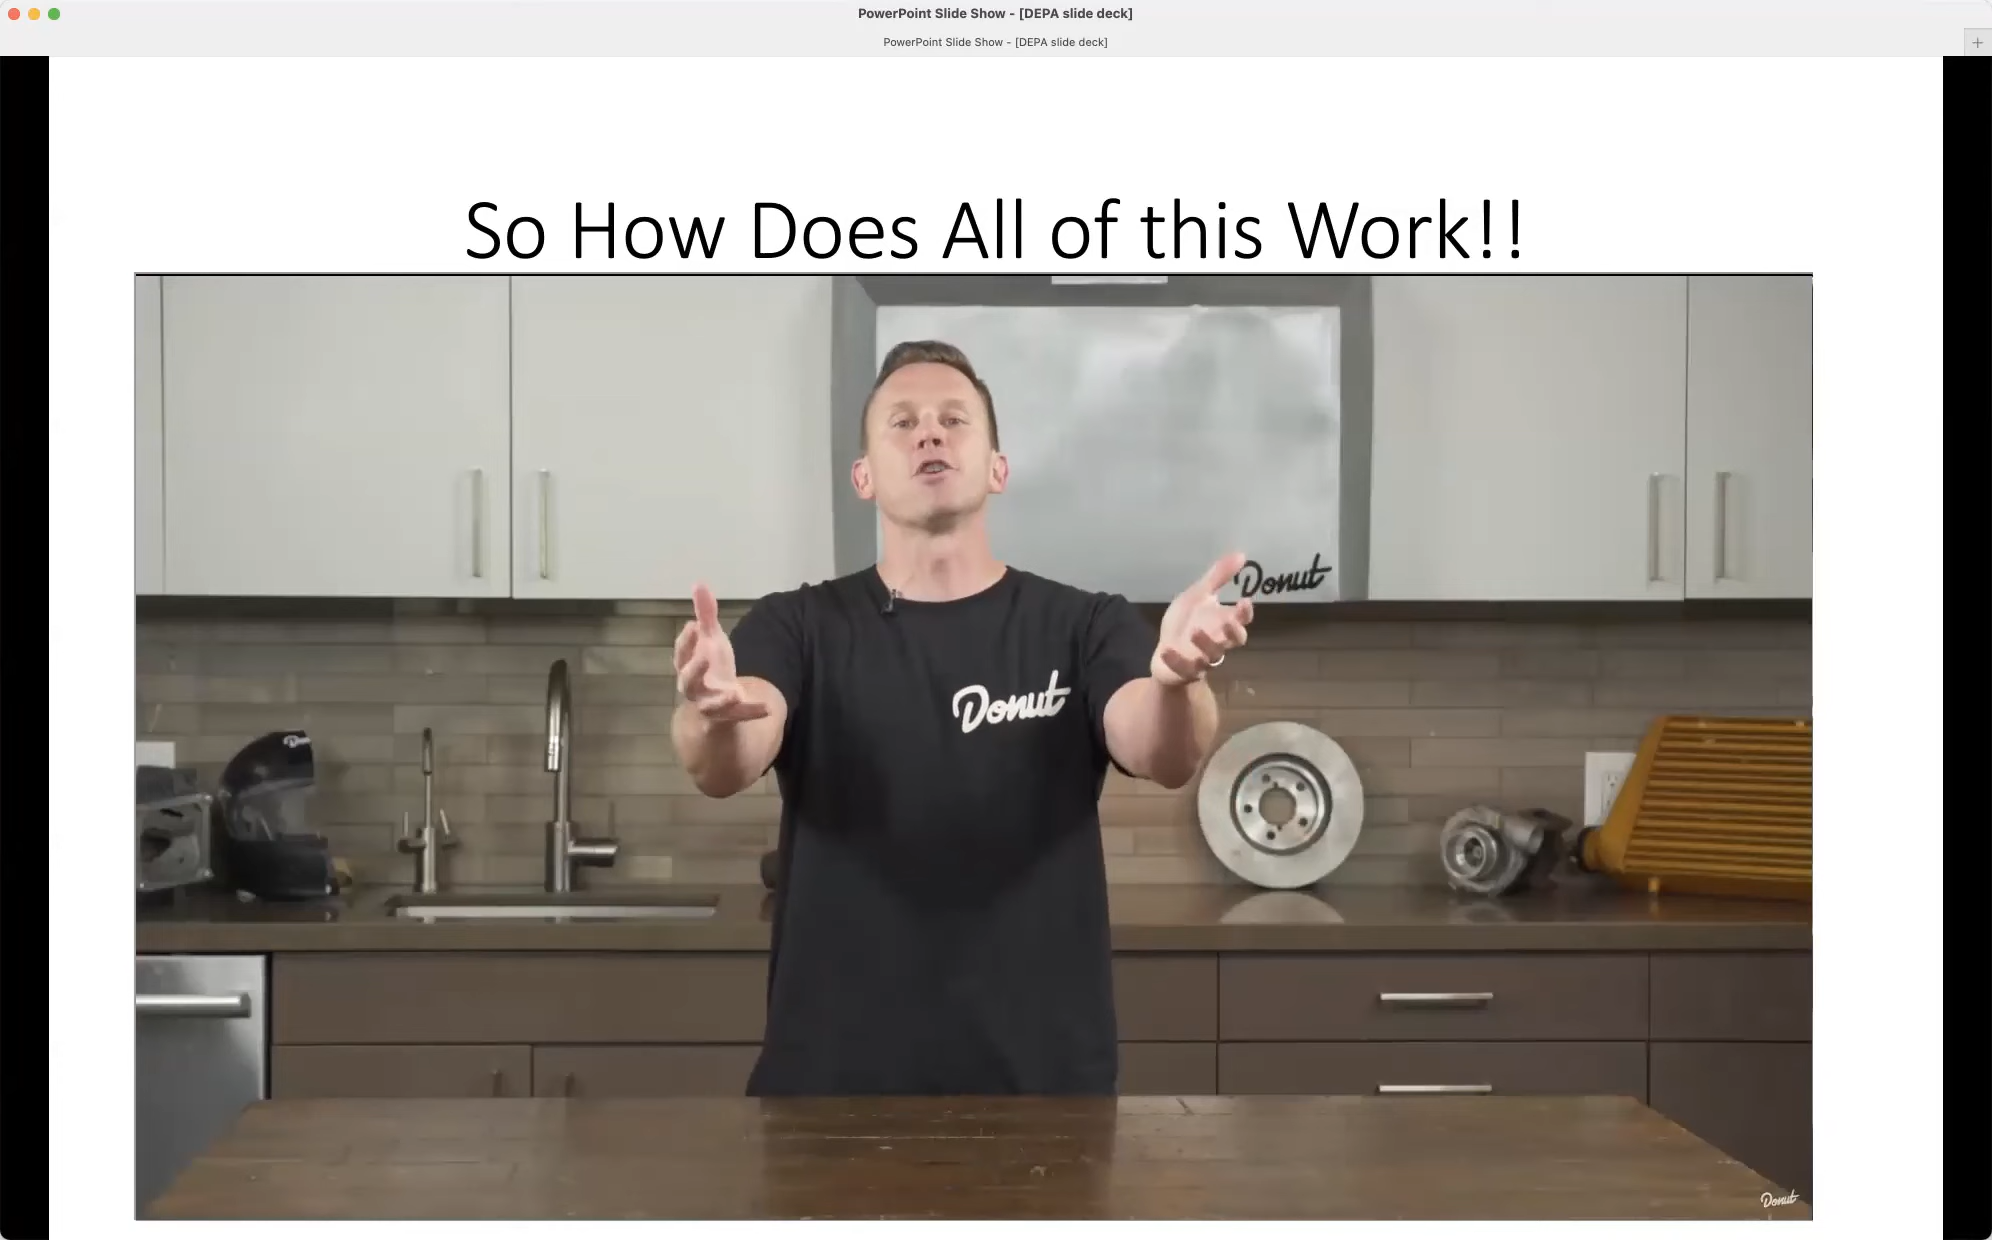 PowerPoint Slide Show - [DEPA slide deck]
PowerPoint Slide Show - [DEPA slide deck]
So How Does All of this Work!!
Donut
Donut
Donut
Donut